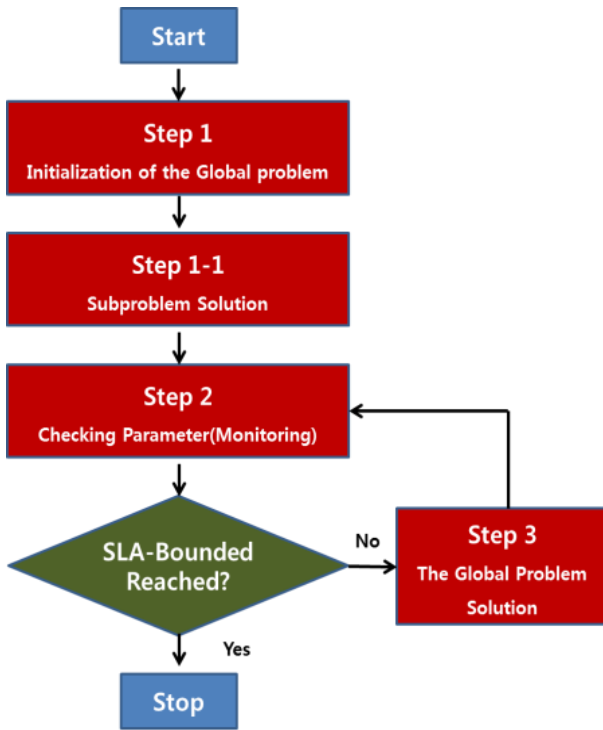 Start
Step 1
Initialization of the Global problem
Step 1-1
Subproblem Solution
Step 2
Checking Parameter(Monitoring)
SLA-Bounded
Reached?
No
Step 3
The Global Problem
Solution
Yes
Stop